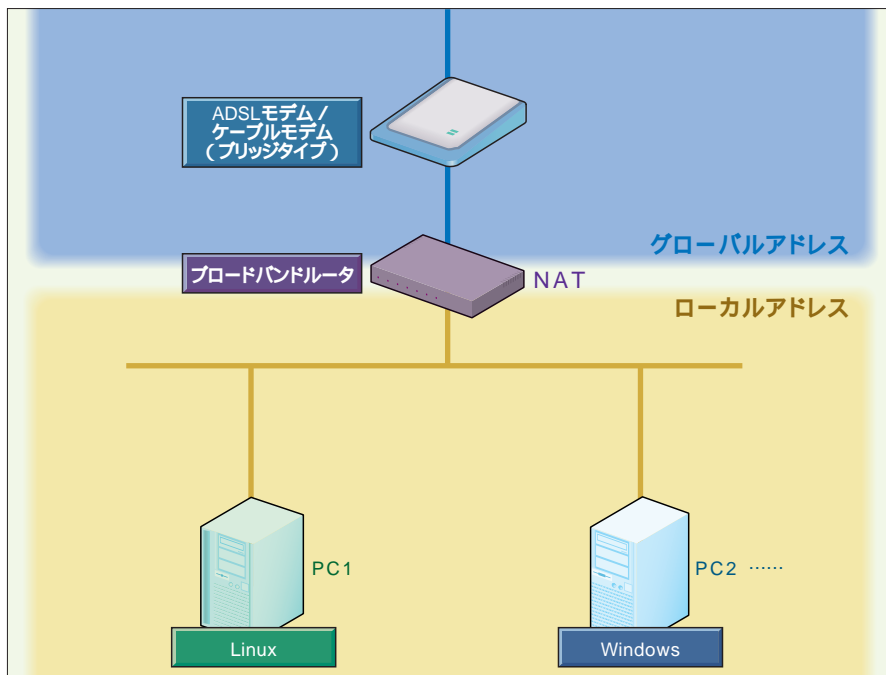 ADSLモデム /
ケーブルモデム
( ブリッジタイプ )
グローバルアドレス
ブロードバンドルータ
NAT
ローカルアドレス
PC1
PC2 ……
Linux
Windows